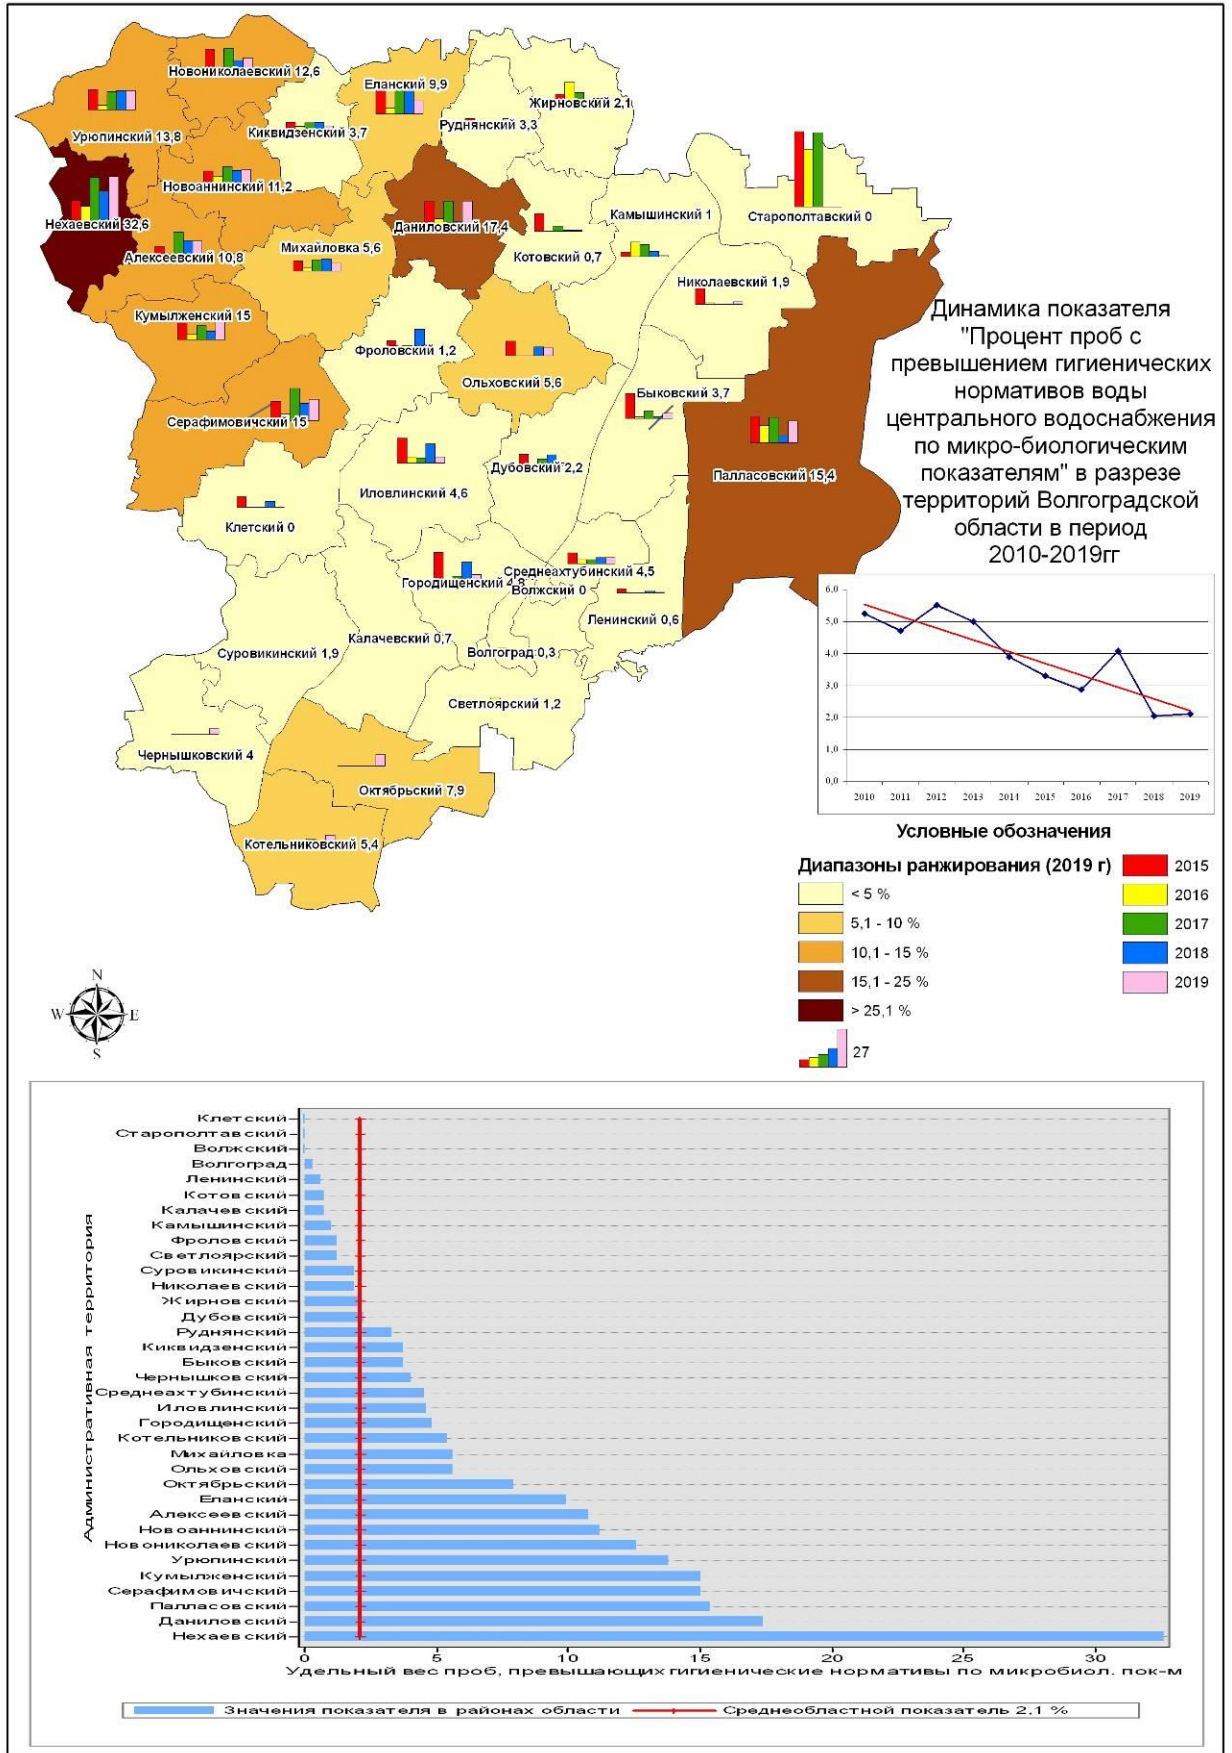 Новониколаевский 12,6
Еланский 9,9
Жирновский 2,1
Урюпинский 13,8
Киквидзенский 3,7
Руднянский 3,3
Новоаннинский 11,2
Нехаевский 32,6
Даниловский 17,4
Камышинский 1
Старополтавский 0
Алексеевский 10,8
Михайловка 5,6
Котовский 0,7
Николаевский 1,9
Кумылженский 15
Фроловский 1,2
Ольховский 5,6
Быковский 3,7
Серафимовичский 15
Дубовский 2,2
Палласовский 15,4
Иловлинский 4,6
Клетский 0
Городищенский 4,8
Среднеахтубинский 4,5
Волжский 0
Ленинский 0,6
Калачевский 0,7
Волгоград 0,3
Суровикинский 1,9
Светлоярский 1,2
Чернышковский 4
Октябрьский 7,9
Котельниковский 5,4
Динамика показателя
"Процент проб с
превышением гигиенических
нормативов воды
центрального водоснабжения
по микро-биологическим
показателям" в разрезе
территорий Волгоградской
области в период
2010-2019гг
6,0
5,0
4,0
3,0
2,0
1,0
0,0
2010 2011 2012 2013 2014 2015 2016 2017 2018 2019
Условные обозначения
Диапазоны ранжирования (2019 г)
< 5 %
5,1 - 10 %
10,1 - 15 %
15,1 - 25 %
> 25,1 %
27
2015
2016
2017
2018
2019
N
W E
S
Административная территория
Клетский
Старополтавский
Волжский
Волгоград
Ленинский
Котовский
Калачевский
Камышинский
Фроловский
Светлоярский
Суровикинский
Николаевский
Жирновский
Дубовский
Руднянский
Киквидзенский
Быковский
Чернышковский
Среднеахтубинский
Иловлинский
Городищенский
Котельниковский
Михайловка
Ольховский
Октябрьский
Еланский
Алексеевский
Новоаннинский
Новониколаевский
Урюпинский
Кумылженский
Серафимовичский
Палласовский
Даниловский
Нехаевский
0 5 10 15 20 25 30
Удельный вес проб, превышающих гигиенические нормативы по микробиол. пок-м
Значения показателя в районах области
Среднеобластной показатель 2,1 %